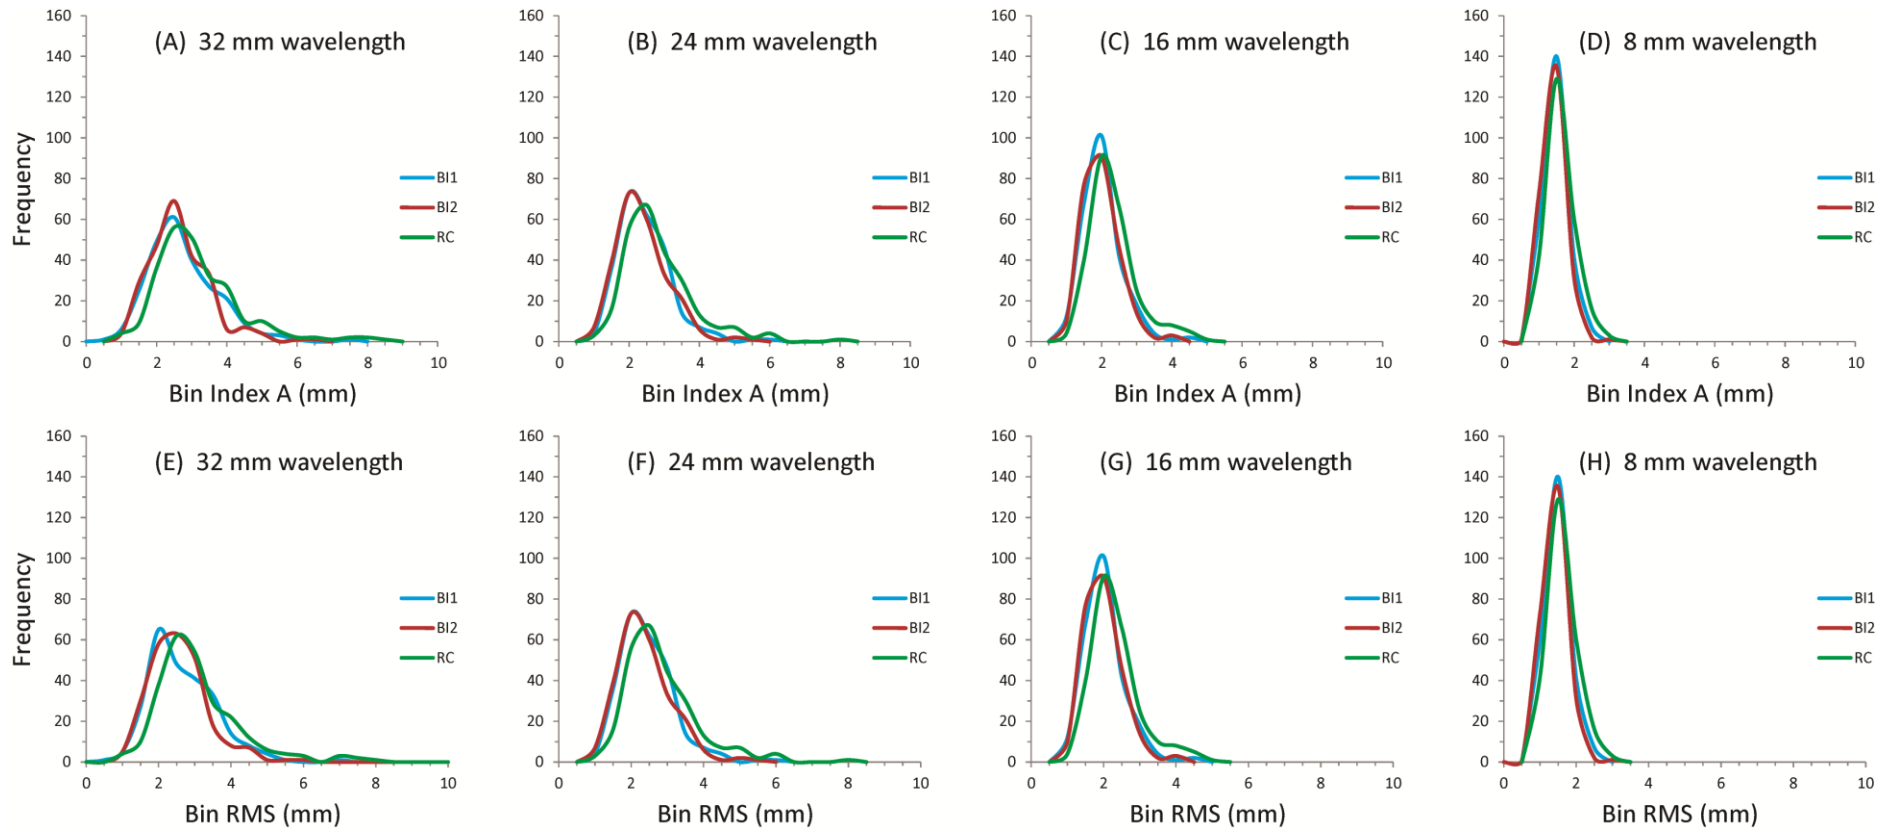 (A) 32 mm wavelength
160
140
120
100
80
60
40
20
0
Frequency
BI1
BI2
RC
0 2 4 6 8 10
Bin Index A (mm)
(B) 24 mm wavelength
160
140
120
100
80
60
40
20
0
BI1
BI2
RC
0 2 4 6 8 10
Bin Index A (mm)
(C) 16 mm wavelength
160
140
120
100
80
60
40
20
0
BI1
BI2
RC
0 2 4 6 8 10
Bin Index A (mm)
(D) 8 mm wavelength
160
140
120
100
80
60
40
20
0
BI1
BI2
RC
0 2 4 6 8 10
Bin Index A (mm)
(E) 32 mm wavelength
160
140
120
100
80
60
40
20
0
Frequency
BI1
BI2
RC
0 2 4 6 8 10
Bin RMS (mm)
(F) 24 mm wavelength
160
140
120
100
80
60
40
20
0
BI1
BI2
RC
0 2 4 6 8 10
Bin RMS (mm)
(G) 16 mm wavelength
160
140
120
100
80
60
40
20
0
BI1
BI2
RC
0 2 4 6 8 10
Bin RMS (mm)
(H) 8 mm wavelength
160
140
120
100
80
60
40
20
0
BI1
BI2
RC
0 2 4 6 8 10
Bin RMS (mm)